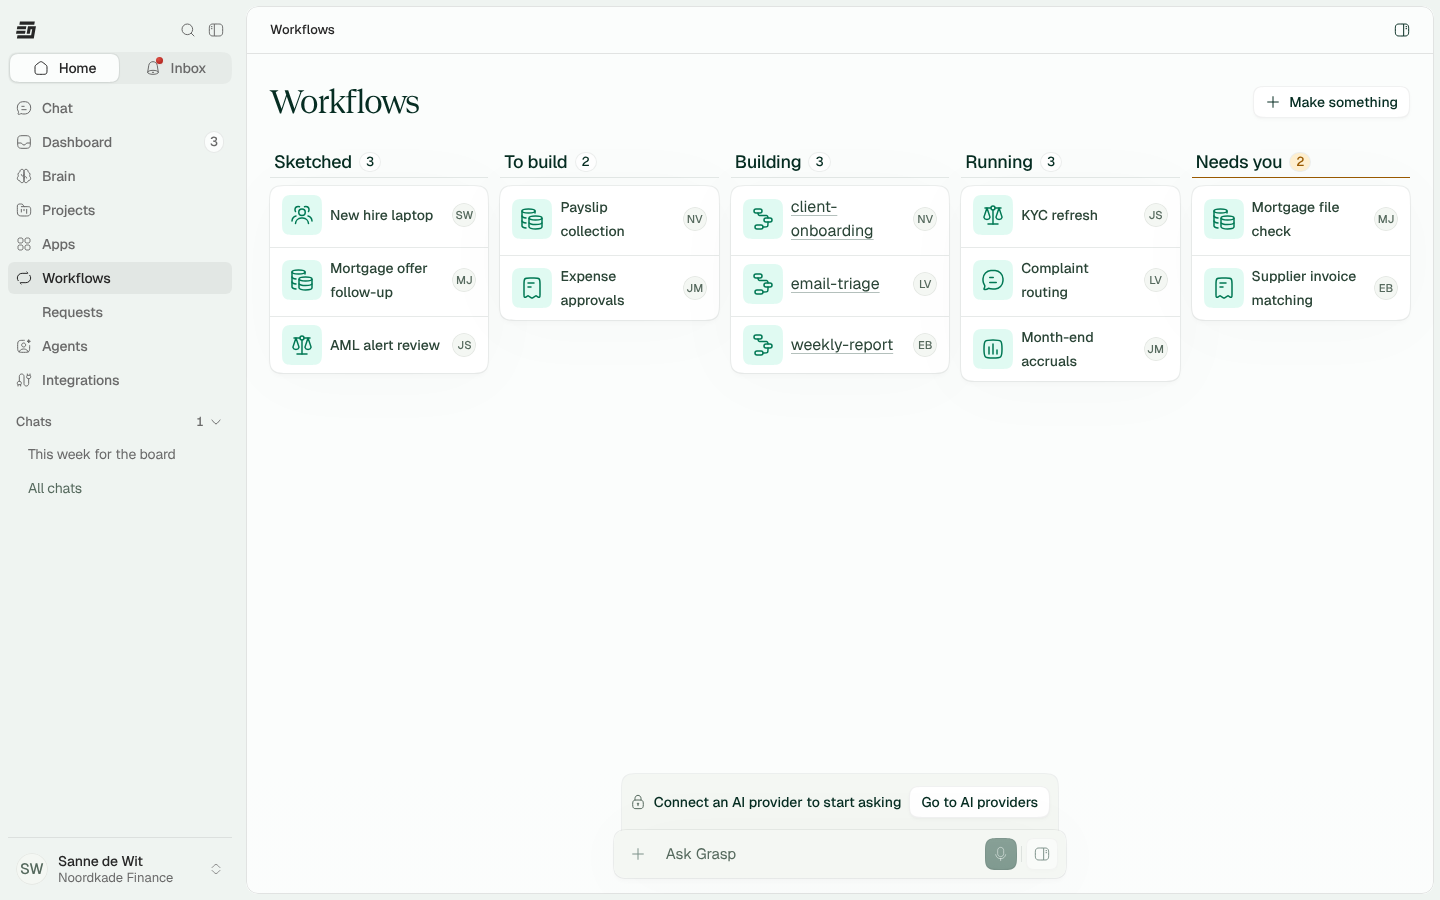 Workflows
Home
Inbox
Chat
Dashboard 3
Brain
Projects
Apps
Workflows
Requests
Agents
Integrations
Chats 1
This week for the board
All chats
SW
Sanne de Wit
Noordkade Finance
Workflows
Make something
Sketched 3
New hire laptop SW
Mortgage offer
follow-up
MJ
AML alert review JS
To build 2
Payslip
collection
NV
Expense
approvals
JM
Building 3
client-
onboarding
NV
email-triage LV
weekly-report EB
Running 3
KYC refresh JS
Complaint
routing
LV
Month-end
accruals
JM
Needs you 2
Mortgage file
check
MJ
Supplier invoice
matching
EB
Connect an AI provider to start asking Go to AI providers
Ask Grasp